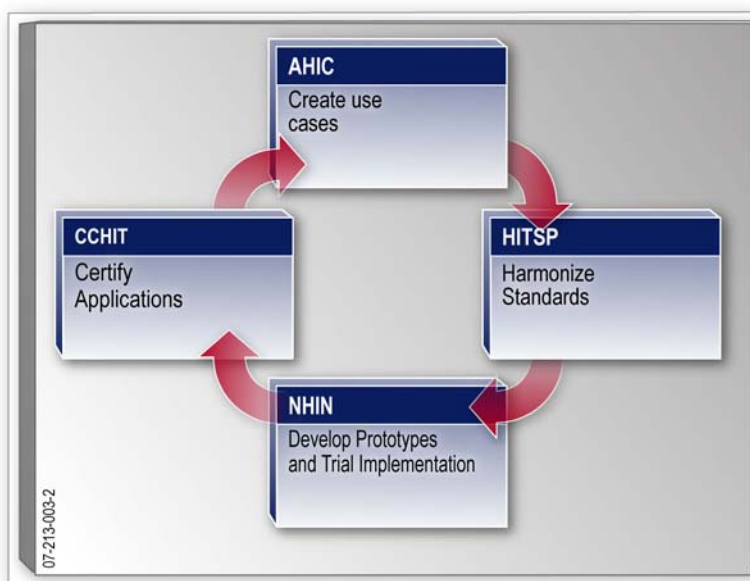 AHIC
Create use
cases
CCHIT
Certify
Applications
HITSP
Harmonize
Standards
NHIN
Develop Prototypes
and Trial Implementation
07-213-003-2